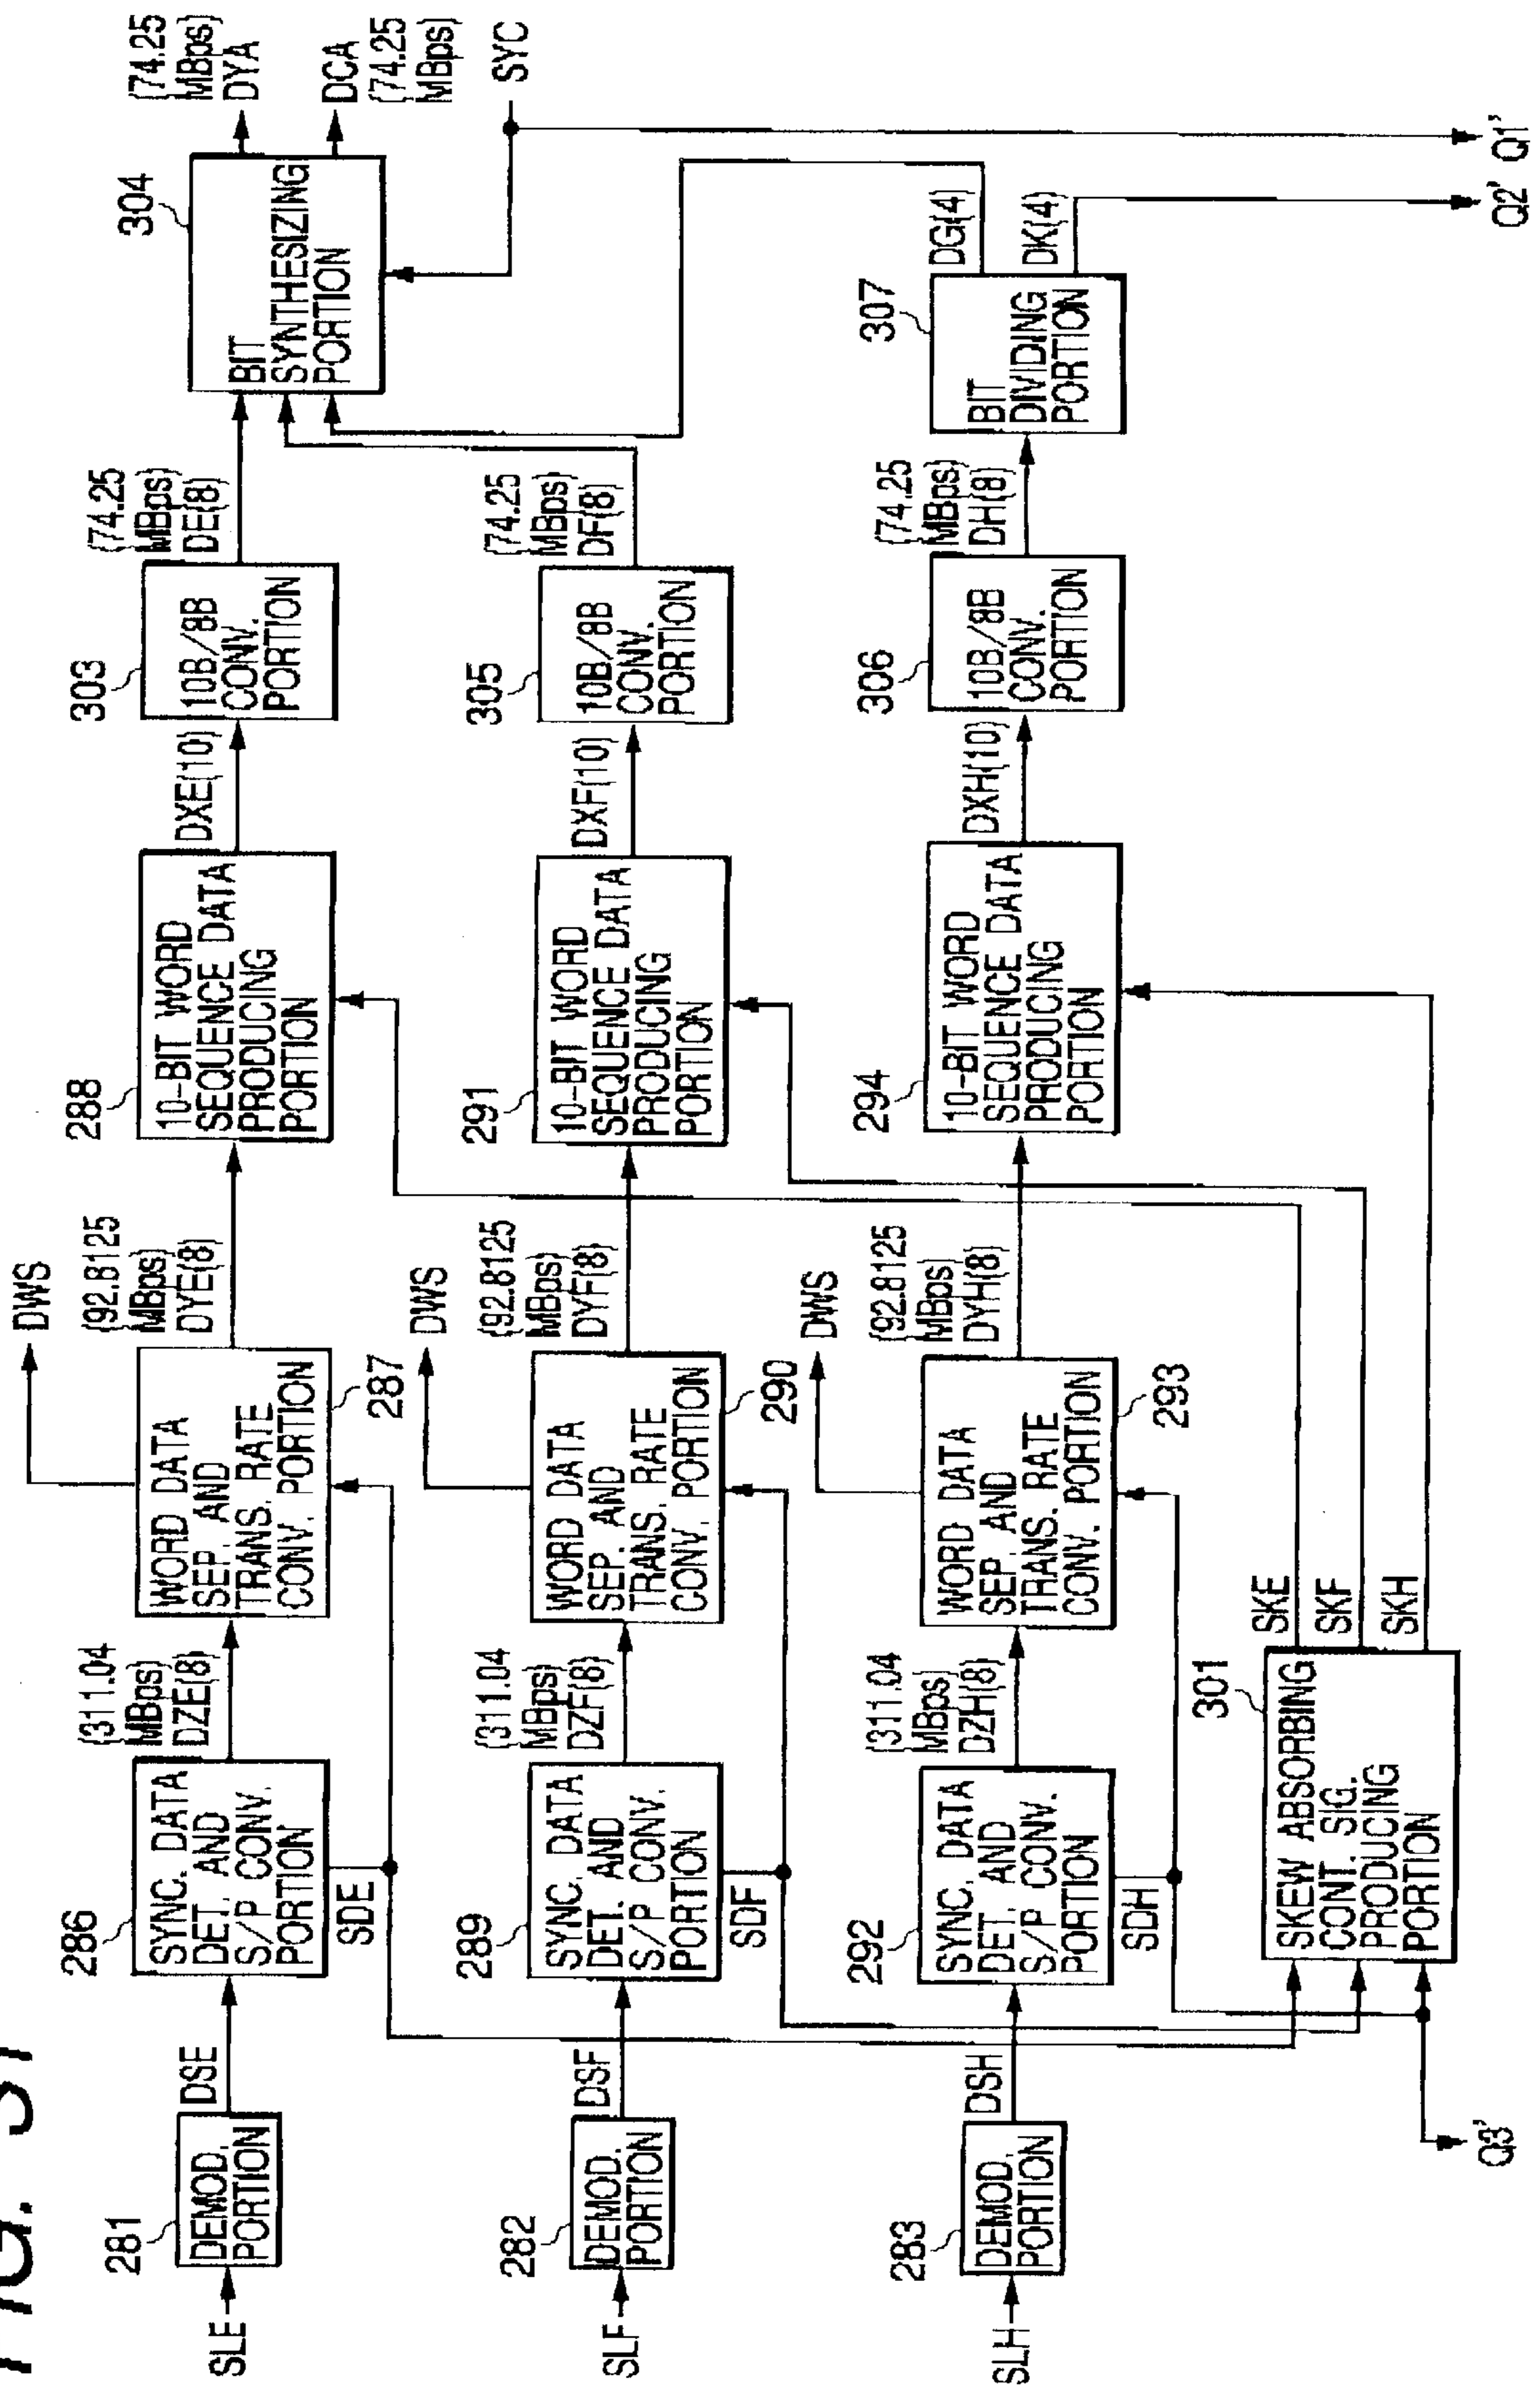 FIG.
SLE
281
DEMOD.
PORTION
DSE
286
SYNC. DATA
DET. AND
S/P CONV.
PORTION
SDE
(311.04
MBps)
DZE(8)
WORD DATA
SEP. AND
TRANS. RATE
CONV. PORTION
287
DWS
(92.8125
MBps)
DYE(8)
288
10-BIT WORD
SEQUENCE DATA
PRODUCING
PORTION
DXE(10)
303
10B/8B
CONV.
PORTION
(74.25
MBps)
DE(8)
304
BIT
SYNTHESIZING
PORTION
(74.25
MBps)
DYA
DCA
(74.25
MBps)
SYC
SLF
282
DEMOD.
PORTION
DSF
289
SYNC. DATA
DET. AND
S/P CONV.
PORTION
SDF
(311.04
MBps)
DZF(8)
WORD DATA
SEP. AND
TRANS. RATE
CONV. PORTION
290
DWS
(92.8125
MBps)
DYF(8)
291
10-BIT WORD
SEQUENCE DATA
PRODUCING
PORTION
DXF(10)
305
10B/8B
CONV.
PORTION
(74.25
MBps)
DF(8)
SLH
283
DEMOD.
PORTION
DSH
292
SYNC. DATA
DET. AND
S/P CONV.
PORTION
SDH
(311.04
MBps)
DZH(8)
WORD DATA
SEP. AND
TRANS. RATE
CONV. PORTION
293
DWS
(92.8125
MBps)
DYH(8)
294
10-BIT WORD
SEQUENCE DATA
PRODUCING
PORTION
DXH(10)
306
10B/8B
CONV.
PORTION
(74.25
MBps)
DH(8)
307
BIT
DIVIDING
PORTION
DG(4)
DK(4)
301
SKEW ABSORBING
CONT. SIG.
PRODUCING
PORTION
SKE
SKF
SKH
Q3'
Q2'
Q1'